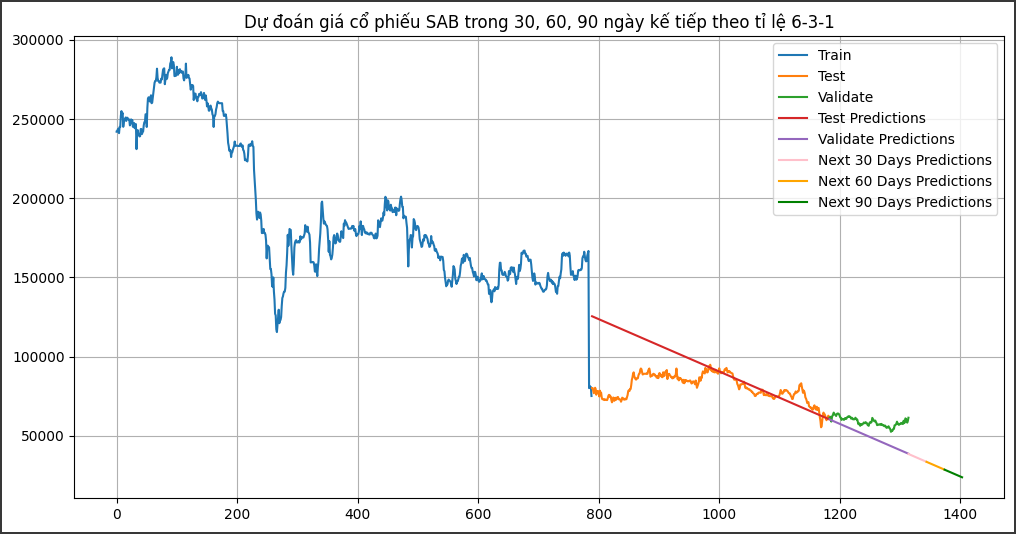 Dự đoán giá cổ phiếu SAB trong 30, 60, 90 ngày kế tiếp theo tỉ lệ 6-3-1
300000
250000
200000
150000
100000
50000
Train
Test
Validate
Test Predictions
Validate Predictions
Next 30 Days Predictions
Next 60 Days Predictions
Next 90 Days Predictions
0 200 400 600 800 1000 1200 1400